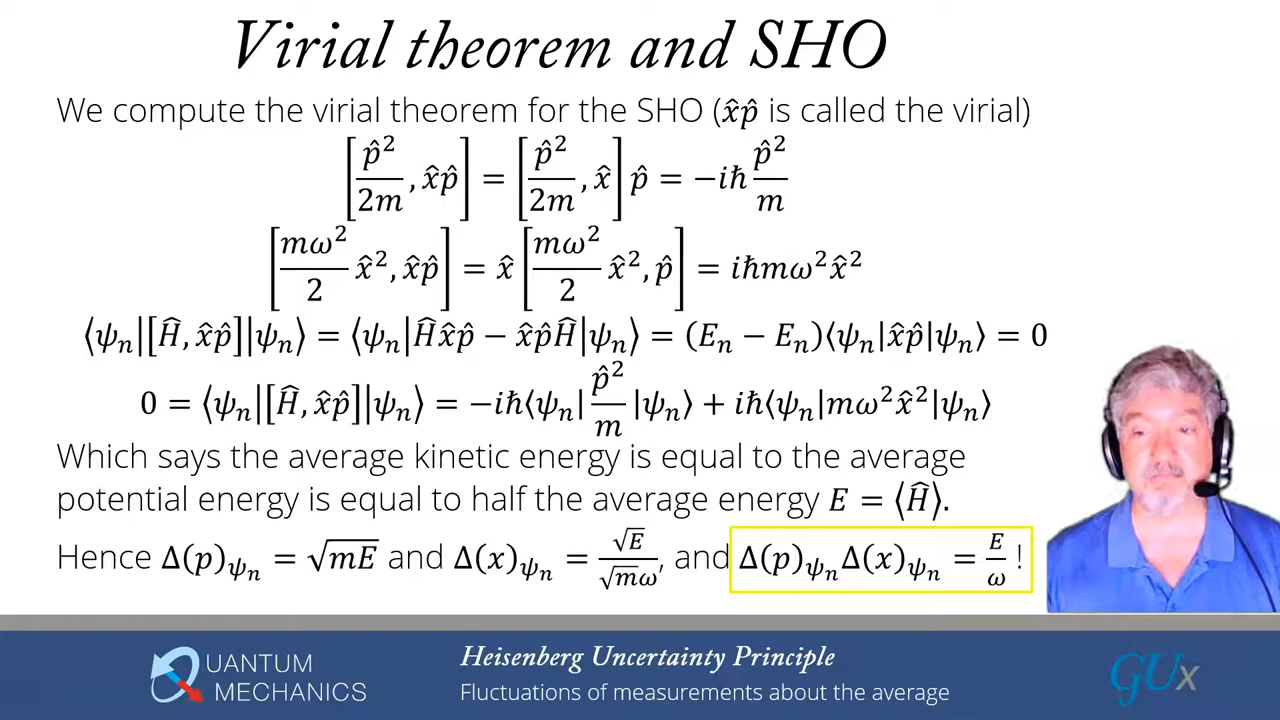 Virial theorem and SHO
We compute the virial theorem for the SHO (x̂p̂ is called the virial)
[p̂²/2m, x̂p̂] = [p̂²/2m, x̂] p̂ = −iħ p̂²/m
[mω²/2 x̂², x̂p̂] = x̂ [mω²/2 x̂², p̂] = iħmω²x̂²
⟨ψₙ|[Ĥ, x̂p̂]|ψₙ⟩ = ⟨ψₙ|Ĥx̂p̂ − x̂p̂Ĥ|ψₙ⟩ = (Eₙ − Eₙ)⟨ψₙ|x̂p̂|ψₙ⟩ = 0
0 = ⟨ψₙ|[Ĥ, x̂p̂]|ψₙ⟩ = −iħ⟨ψₙ| p̂²/m |ψₙ⟩ + iħ⟨ψₙ|mω²x̂²|ψₙ⟩
Which says the average kinetic energy is equal to the average
potential energy is equal to half the average energy E = ⟨Ĥ⟩.
Hence Δ(p)ψₙ = √mE and Δ(x)ψₙ = √E/√mω, and Δ(p)ψₙΔ(x)ψₙ = E/ω !
QUANTUM
MECHANICS
Heisenberg Uncertainty Principle
Fluctuations of measurements about the average
GUx